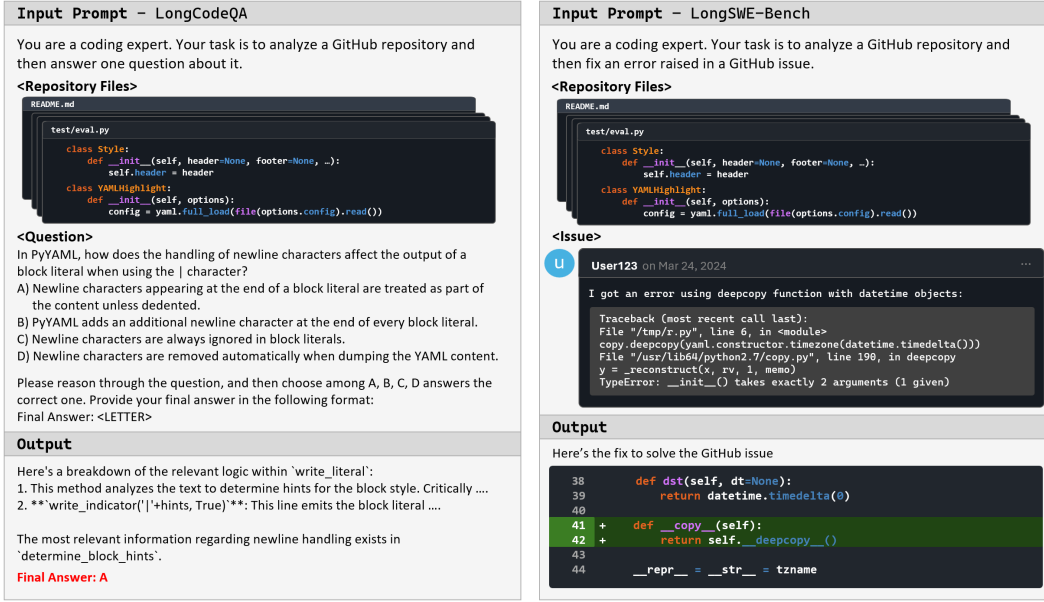 Input Prompt – LongCodeQA
You are a coding expert. Your task is to analyze a GitHub repository and
then answer one question about it.
<Repository Files>
README.md
test/eval.py
class Style:
def __init__(self, header=None, footer=None, …):
self.header = header
class YAMLHighlight:
def __init__(self, options):
config = yaml.full_load(file(options.config).read())
<Question>
In PyYAML, how does the handling of newline characters affect the output of a
block literal when using the | character?
A) Newline characters appearing at the end of a block literal are treated as part of
the content unless dedented.
B) PyYAML adds an additional newline character at the end of every block literal.
C) Newline characters are always ignored in block literals.
D) Newline characters are removed automatically when dumping the YAML content.
Please reason through the question, and then choose among A, B, C, D answers the
correct one. Provide your final answer in the following format:
Final Answer: <LETTER>
Output
Here's a breakdown of the relevant logic within `write_literal`:
1. This method analyzes the text to determine hints for the block style. Critically ….
2. **`write_indicator('|'+hints, True)`**: This line emits the block literal ….
The most relevant information regarding newline handling exists in
`determine_block_hints`.
Final Answer: A
Input Prompt – LongSWE-Bench
You are a coding expert. Your task is to analyze a GitHub repository and
then fix an error raised in a GitHub issue.
<Repository Files>
README.md
test/eval.py
class Style:
def __init__(self, header=None, footer=None, …):
self.header = header
class YAMLHighlight:
def __init__(self, options):
config = yaml.full_load(file(options.config).read())
<Issue>
u
User123 on Mar 24, 2024 ...
I got an error using deepcopy function with datetime objects:
Traceback (most recent call last):
File "/tmp/r.py", line 6, in <module>
copy.deepcopy(yaml.constructor.timezone(datetime.timedelta()))
File "/usr/lib64/python2.7/copy.py", line 190, in deepcopy
y = _reconstruct(x, rv, 1, memo)
TypeError: __init__() takes exactly 2 arguments (1 given)
Output
Here's the fix to solve the GitHub issue
38 def dst(self, dt=None):
39 return datetime.timedelta(0)
40
41 + def __copy__(self):
42 + return self.__deepcopy__()
43
44 __repr__ = __str__ = tzname